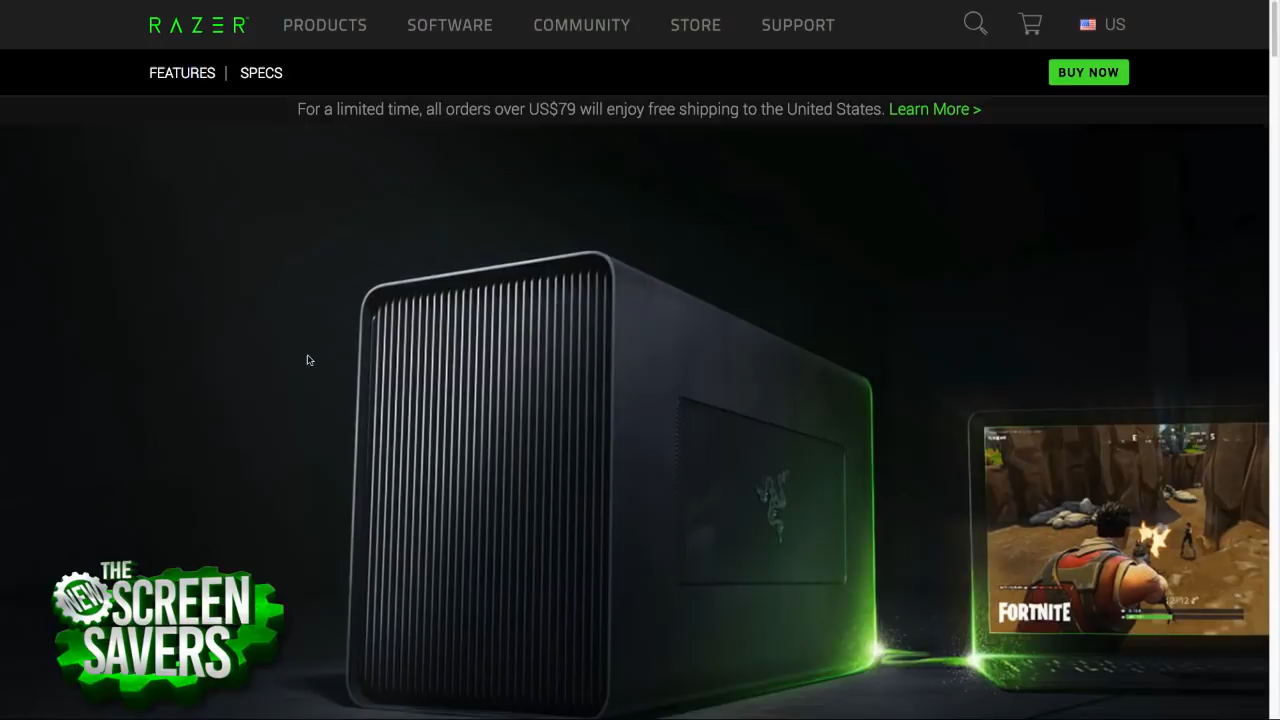 RAZER PRODUCTS SOFTWARE COMMUNITY STORE SUPPORT US
FEATURES | SPECS BUY NOW
For a limited time, all orders over US$79 will enjoy free shipping to the United States. Learn More >
E S
FORTNITE
THE
NEW SCREEN
SAVERS